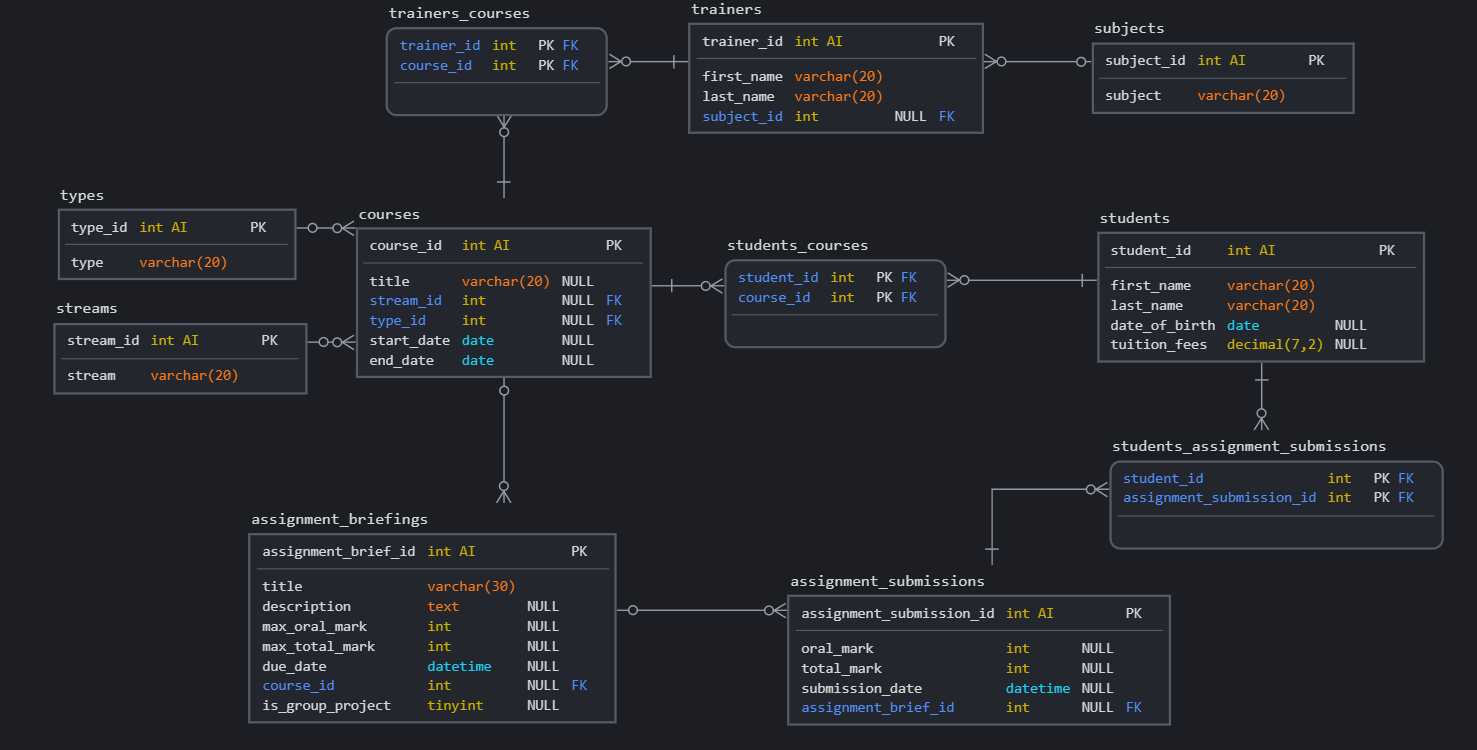 trainers_courses
trainer_id int PK FK
course_id int PK FK
trainers
trainer_id int AI PK
first_name varchar(20)
last_name varchar(20)
subject_id int NULL FK
subjects
subject_id int AI PK
subject varchar(20)
types
type_id int AI PK
type varchar(20)
streams
stream_id int AI PK
stream varchar(20)
courses
course_id int AI PK
title varchar(20) NULL
stream_id int NULL FK
type_id int NULL FK
start_date date NULL
end_date date NULL
students_courses
student_id int PK FK
course_id int PK FK
students
student_id int AI PK
first_name varchar(20)
last_name varchar(20)
date_of_birth date NULL
tuition_fees decimal(7,2) NULL
students_assignment_submissions
student_id int PK FK
assignment_submission_id int PK FK
assignment_briefings
assignment_brief_id int AI PK
title varchar(30)
description text NULL
max_oral_mark int NULL
max_total_mark int NULL
due_date datetime NULL
course_id int NULL FK
is_group_project tinyint NULL
assignment_submissions
assignment_submission_id int AI PK
oral_mark int NULL
total_mark int NULL
submission_date datetime NULL
assignment_brief_id int NULL FK